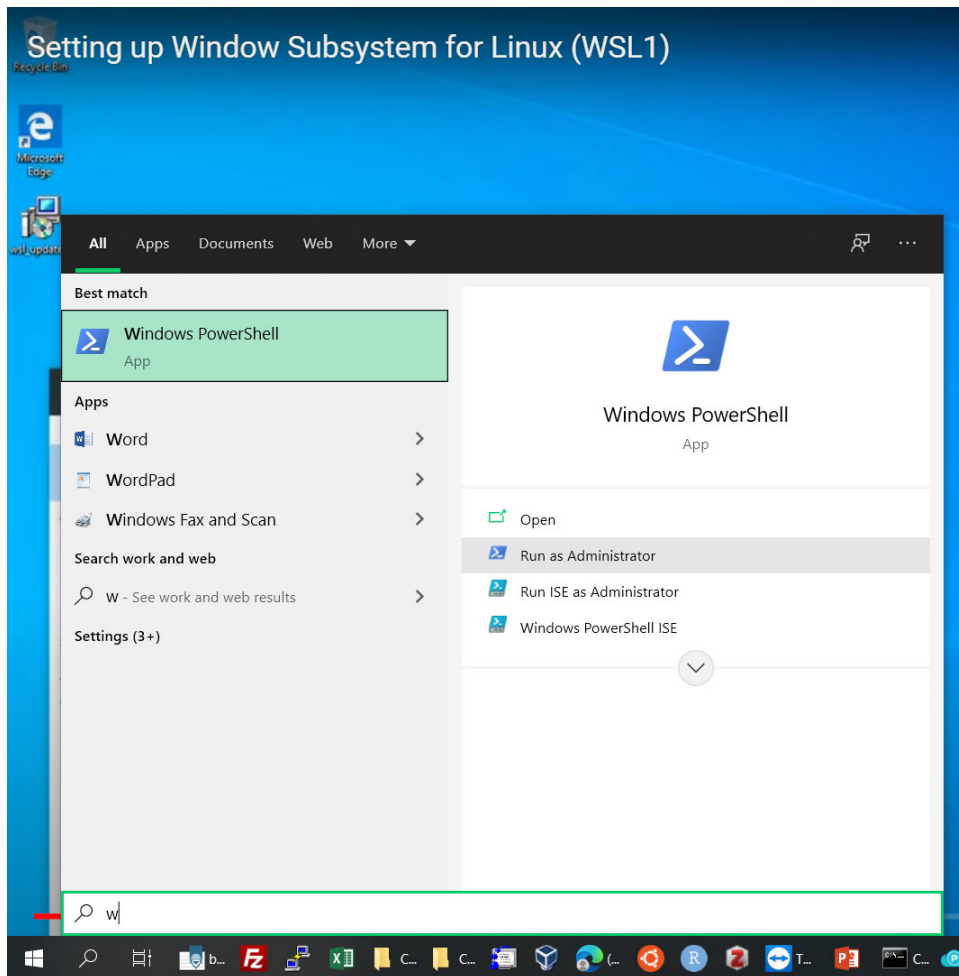 Setting up Window Subsystem for Linux (WSL1)
Recycle Bin
Microsoft
Edge
wsl_update
All Apps Documents Web More
Best match
Windows PowerShell
App
Apps
Word
WordPad
Windows Fax and Scan
Search work and web
w - See work and web results
Settings (3+)
Windows PowerShell
App
Open
Run as Administrator
Run ISE as Administrator
Windows PowerShell ISE
w
b... Fz C... C... (... R Z T... P C... P